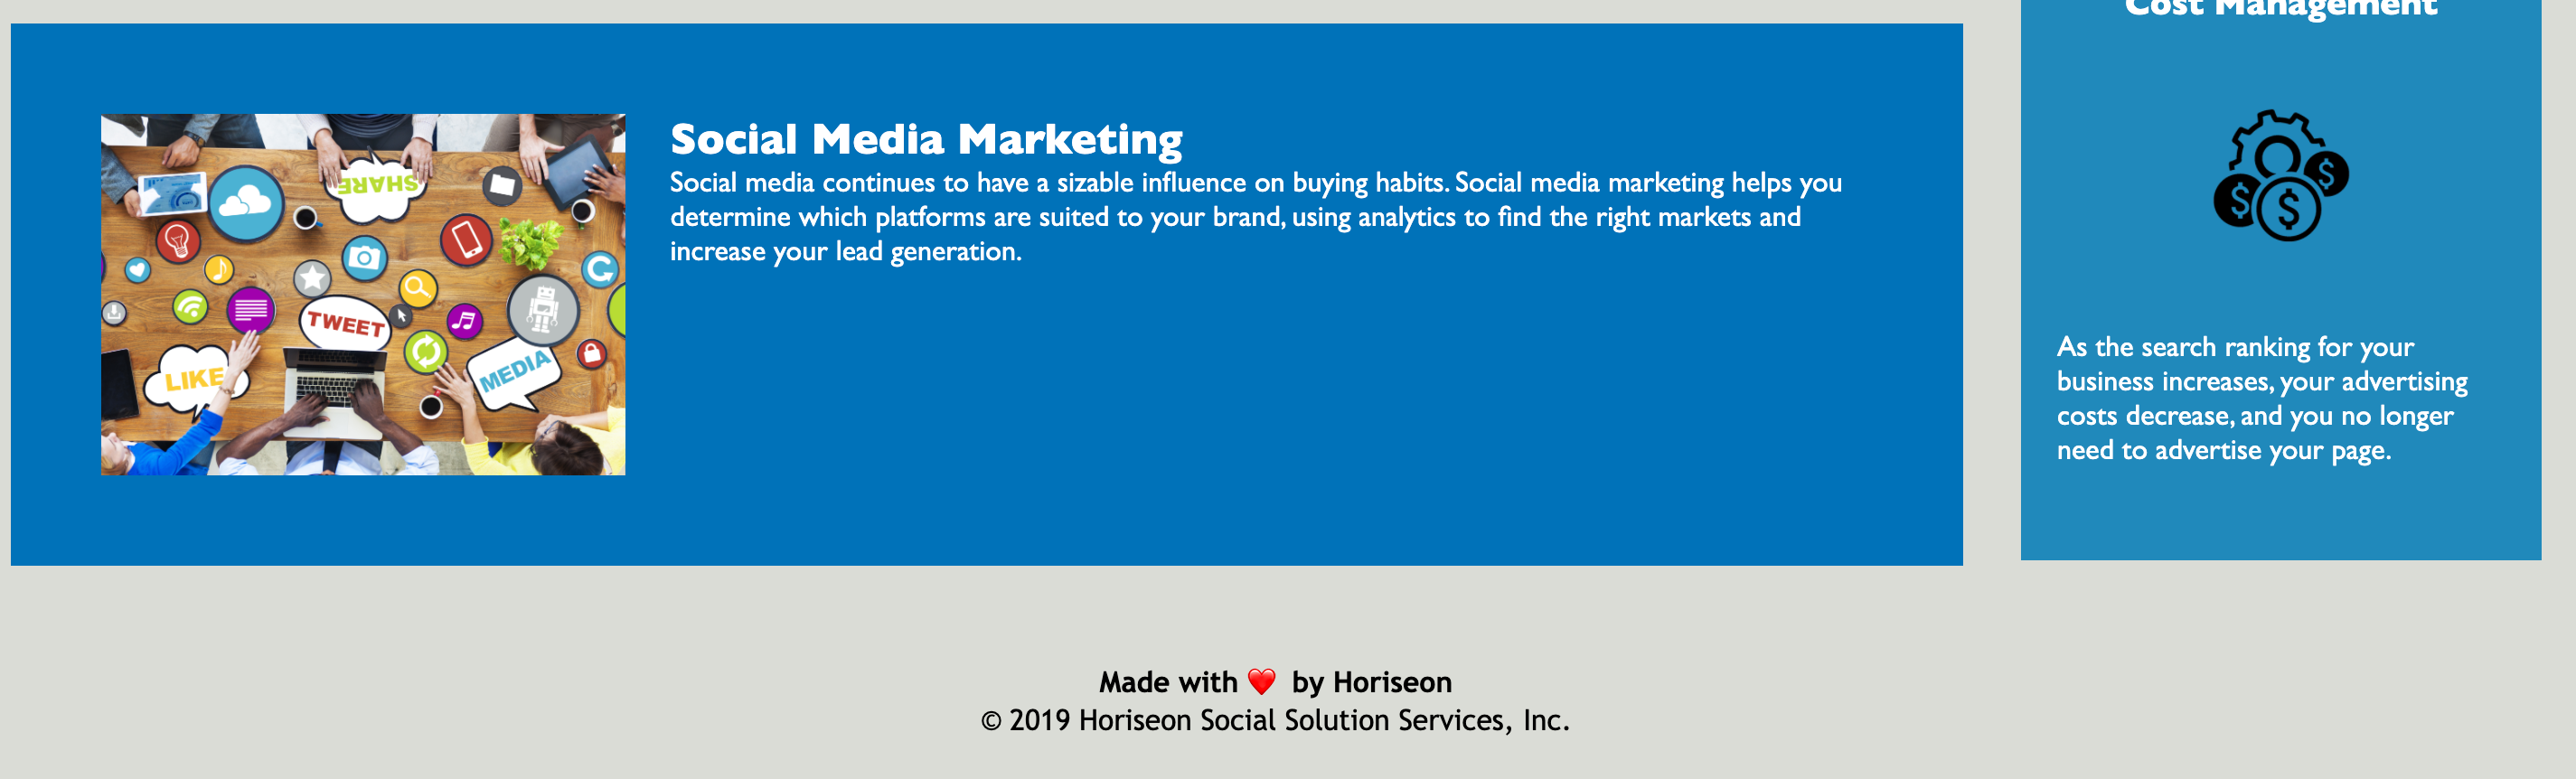 Cost Management
Social Media Marketing
Social media continues to have a sizable influence on buying habits. Social media marketing helps you
determine which platforms are suited to your brand, using analytics to find the right markets and
increase your lead generation.
SHARE
TWEET
LIKE
MEDIA
$
$
$
As the search ranking for your
business increases, your advertising
costs decrease, and you no longer
need to advertise your page.
Made with ❤️ by Horiseon
© 2019 Horiseon Social Solution Services, Inc.